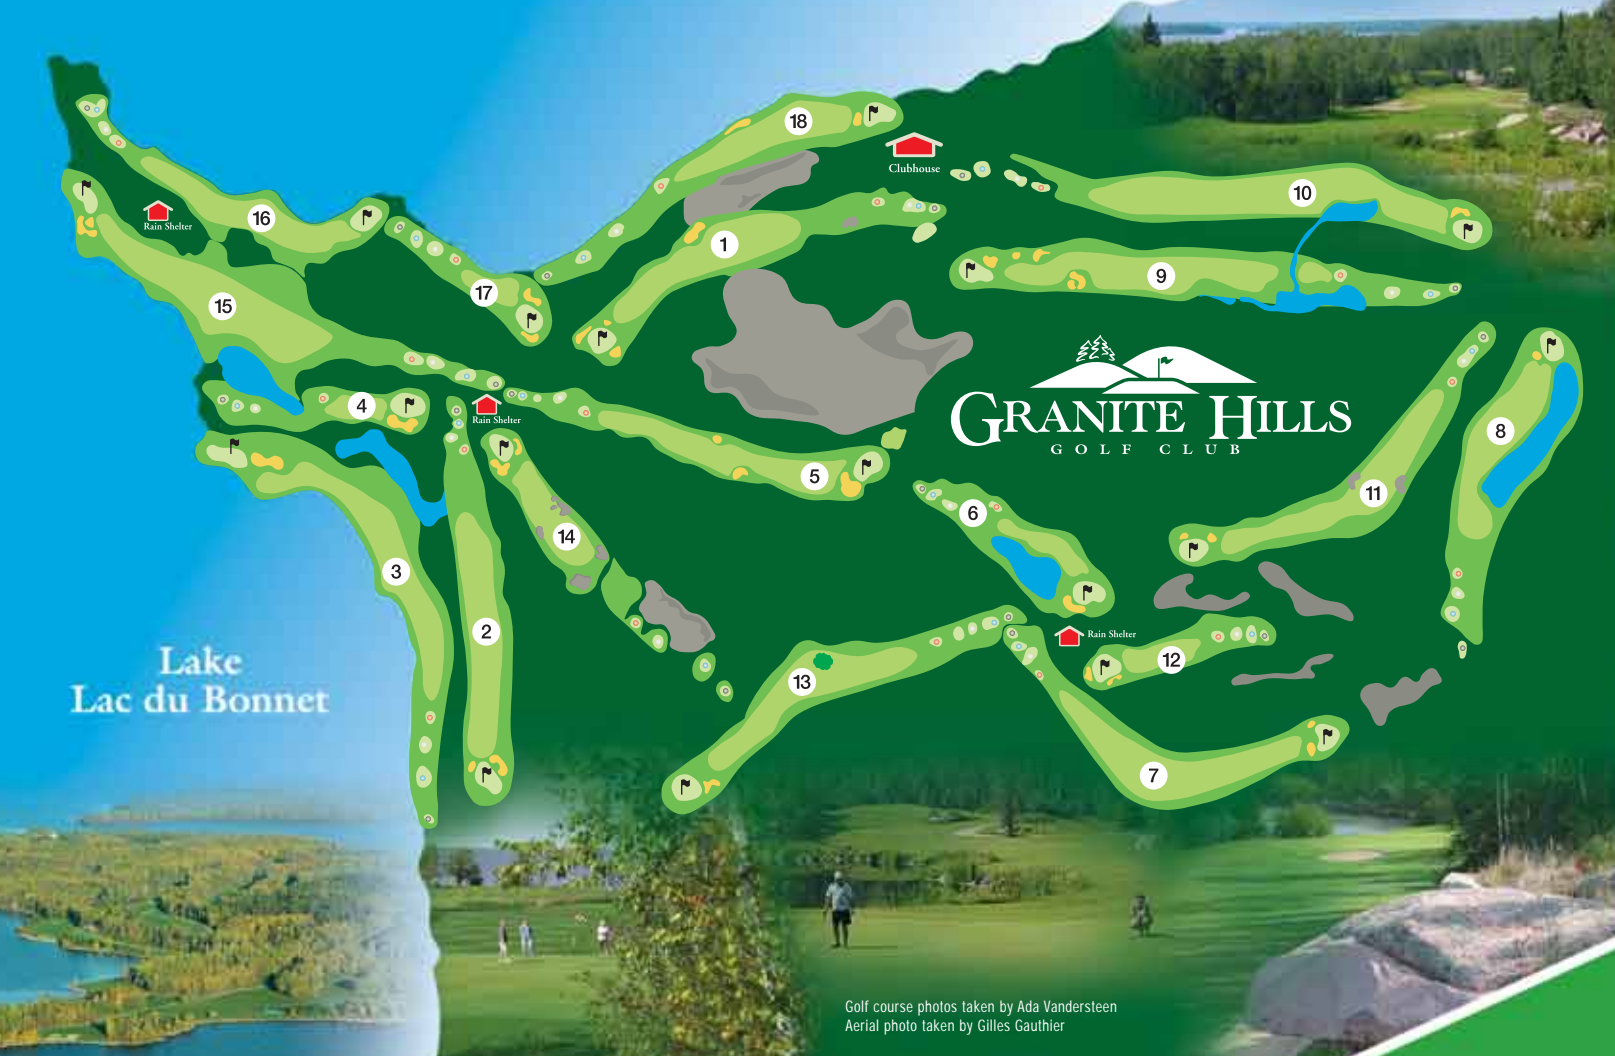 18
Clubhouse
10
16
Rain Shelter
1
9
17
15
GRANITE HILLS
GOLF CLUB
4
Rain Shelter
8
5
11
6
14
3
2
Rain Shelter
12
Lake
Lac du Bonnet
13
7
Golf course photos taken by Ada Vandersteen
Aerial photo taken by Gilles Gauthier